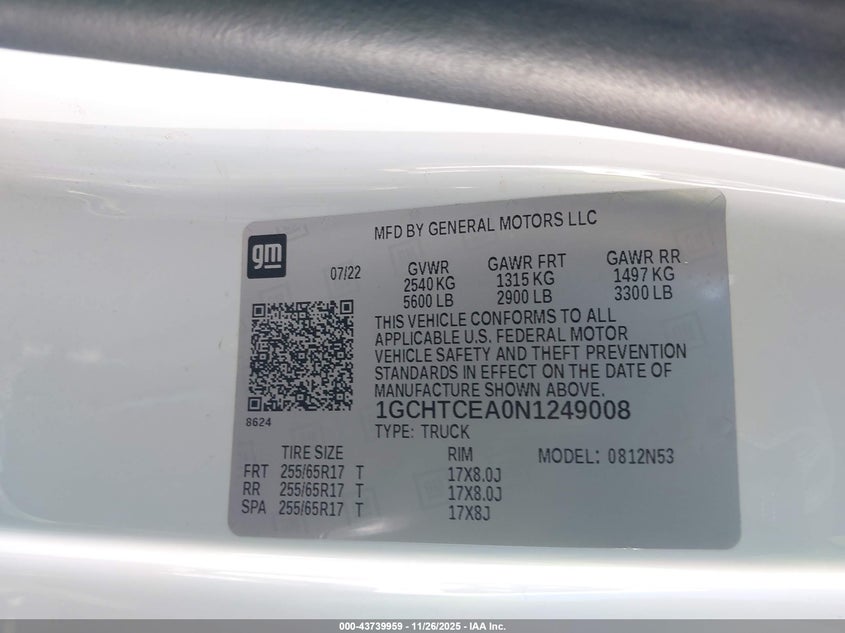 MFD BY GENERAL MOTORS LLC
gm
07/22
GVWR GAWR FRT GAWR RR
2540 KG 1315 KG 1497 KG
5600 LB 2900 LB 3300 LB
THIS VEHICLE CONFORMS TO ALL
APPLICABLE U.S. FEDERAL MOTOR
VEHICLE SAFETY AND THEFT PREVENTION
STANDARDS IN EFFECT ON THE DATE OF
MANUFACTURE SHOWN ABOVE.
8624
1GCHTCEA0N1249008
TYPE: TRUCK
TIRE SIZE RIM MODEL: 0812N53
FRT 255/65R17 T 17X8.0J
RR 255/65R17 T 17X8.0J
SPA 255/65R17 T 17X8J
000-43739959 - 11/26/2025 - IAA Inc.